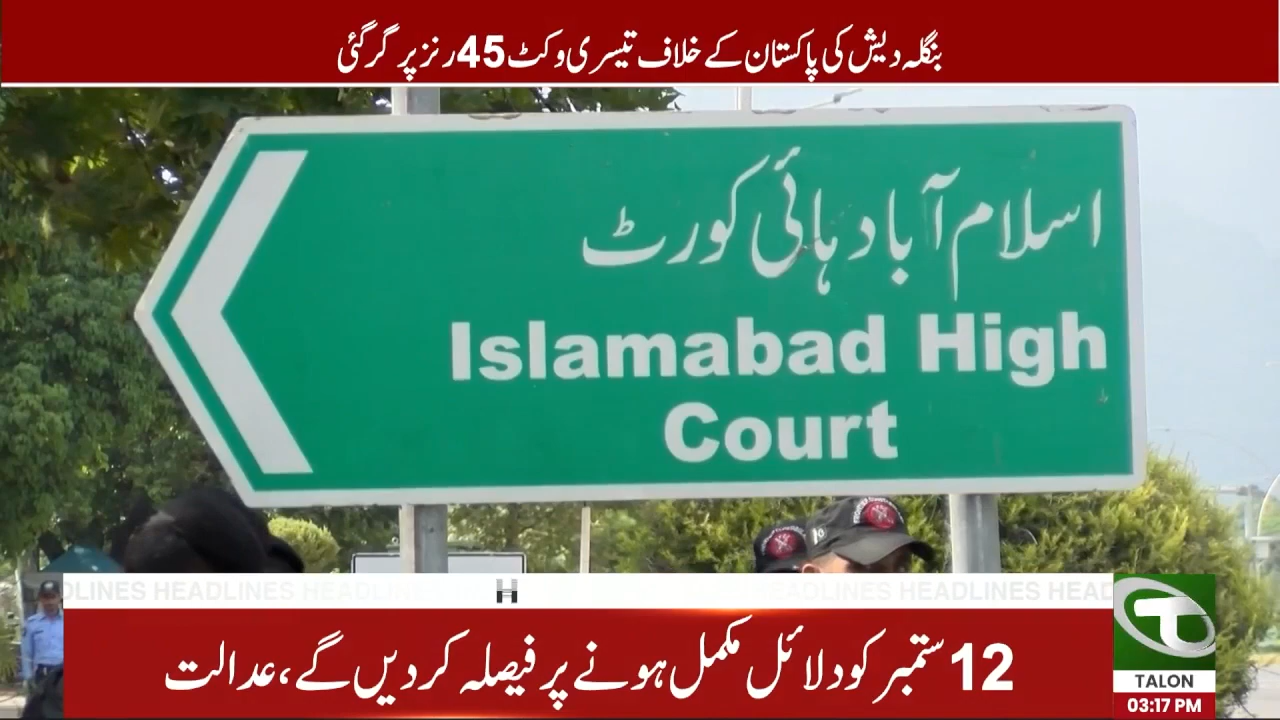 بنگلہ دیش کی پاکستان کے خلاف تیسری وکٹ 45 رنز پر گر گئی
اسلام آباد ہائی کورٹ
Islamabad High
Court
HEADLINES HEADLINES HEADLINES HEADLINES
H
12 ستمبر کو دلائل مکمل ہونے پر فیصلہ کر دیں گے، عدالت
TALON
03:17 PM